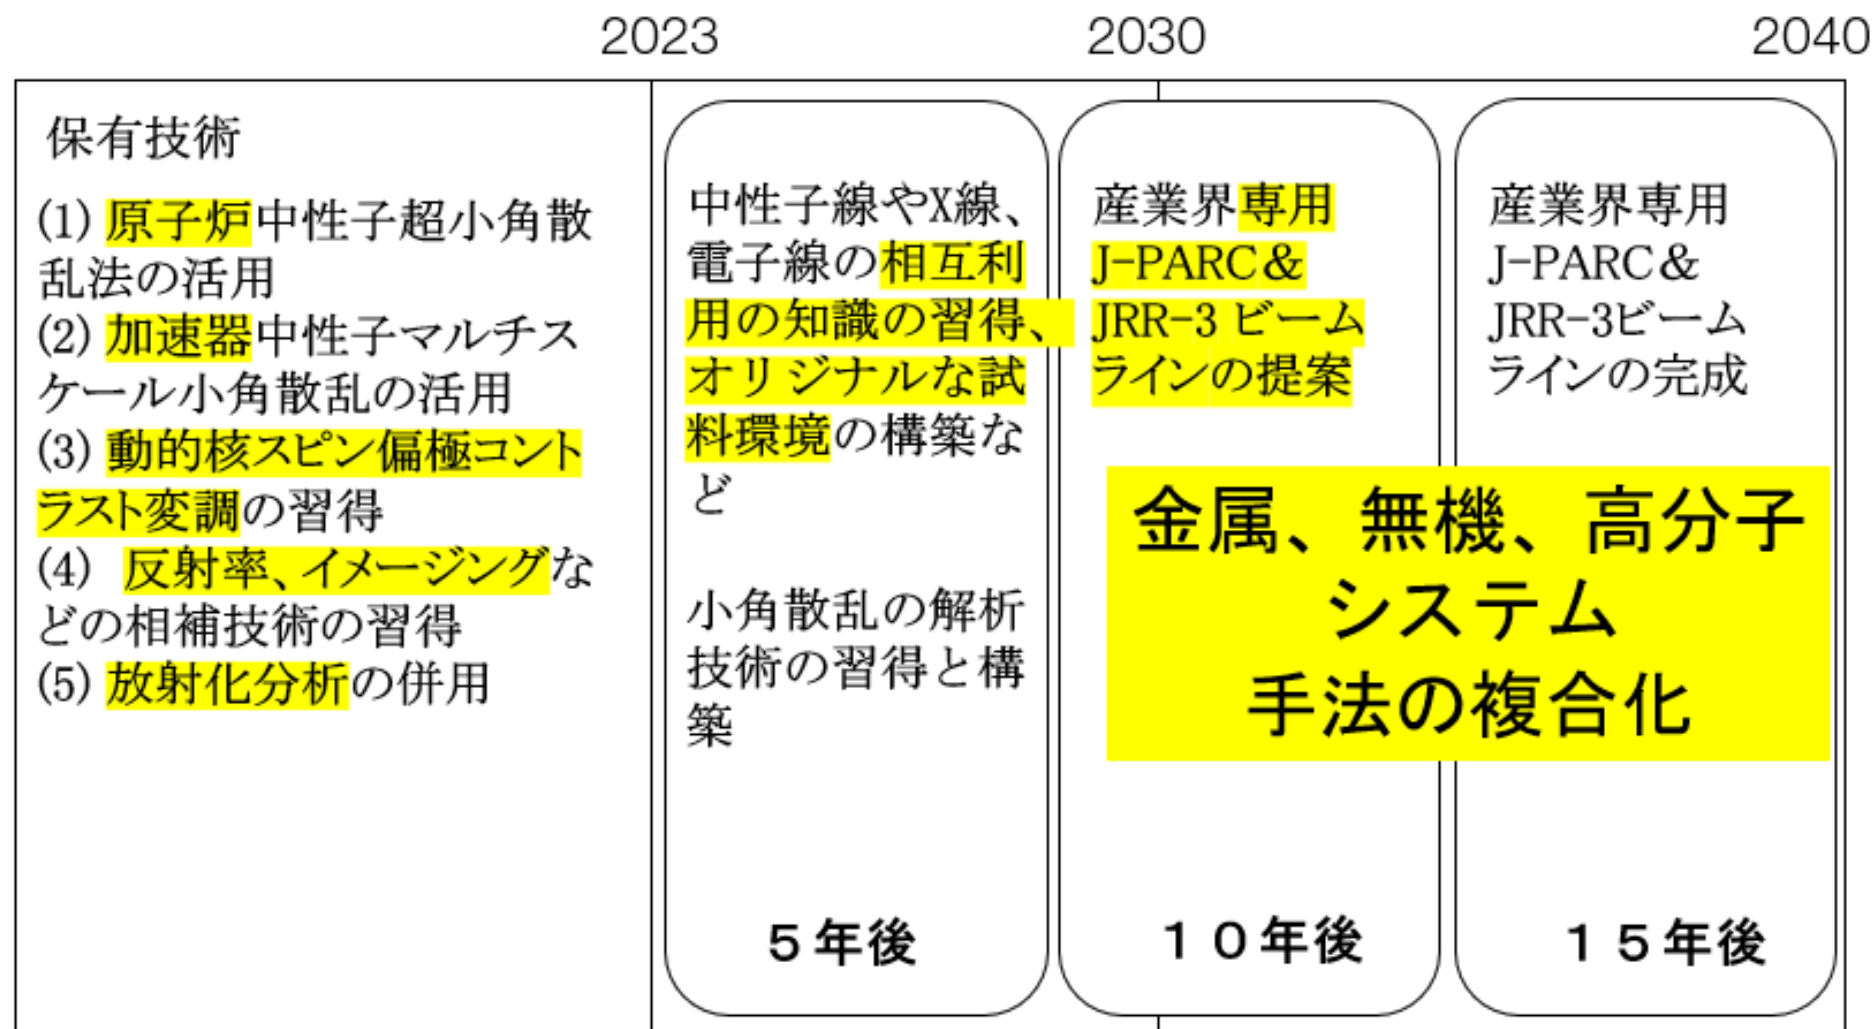 2023
2030
2040
保有技術
(1) 原子炉中性子超小角散
乱法の活用
(2) 加速器中性子マルチス
ケール小角散乱の活用
(3) 動的核スピン偏極コント
ラスト変調の習得
(4) 反射率、イメージングな
どの相補技術の習得
(5) 放射化分析の併用
中性子線やX線、
電子線の相互利
用の知識の習得、
オリジナルな試
料環境の構築な
ど
小角散乱の解析
技術の習得と構
築
5年後
産業界専用
J-PARC&
JRR-3 ビーム
ラインの提案
10年後
産業界専用
J-PARC&
JRR-3ビーム
ラインの完成
15年後
金属、無機、高分子
システム
手法の複合化